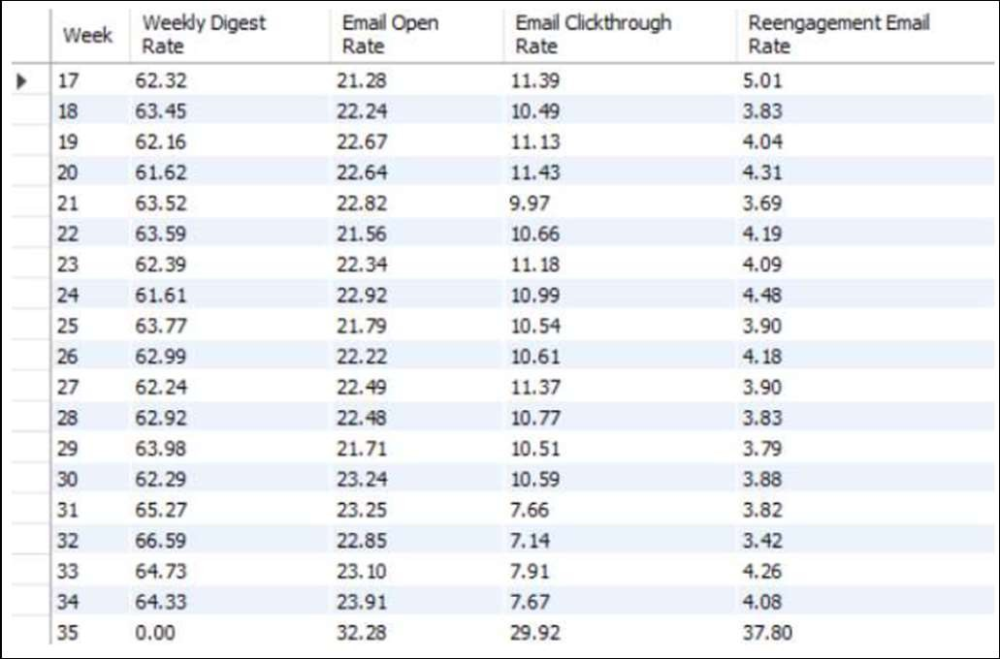 Week Weekly Digest Rate Email Open Rate Email Clickthrough Rate Reengagement Email Rate
17 62.32 21.28 11.39 5.01
18 63.45 22.24 10.49 3.83
19 62.16 22.67 11.13 4.04
20 61.62 22.64 11.43 4.31
21 63.52 22.82 9.97 3.69
22 63.59 21.56 10.66 4.19
23 62.39 22.34 11.18 4.09
24 61.61 22.92 10.99 4.48
25 63.77 21.79 10.54 3.90
26 62.99 22.22 10.61 4.18
27 62.24 22.49 11.37 3.90
28 62.92 22.48 10.77 3.83
29 63.98 21.71 10.51 3.79
30 62.29 23.24 10.59 3.88
31 65.27 23.25 7.66 3.82
32 66.59 22.85 7.14 3.42
33 64.73 23.10 7.91 4.26
34 64.33 23.91 7.67 4.08
35 0.00 32.28 29.92 37.80